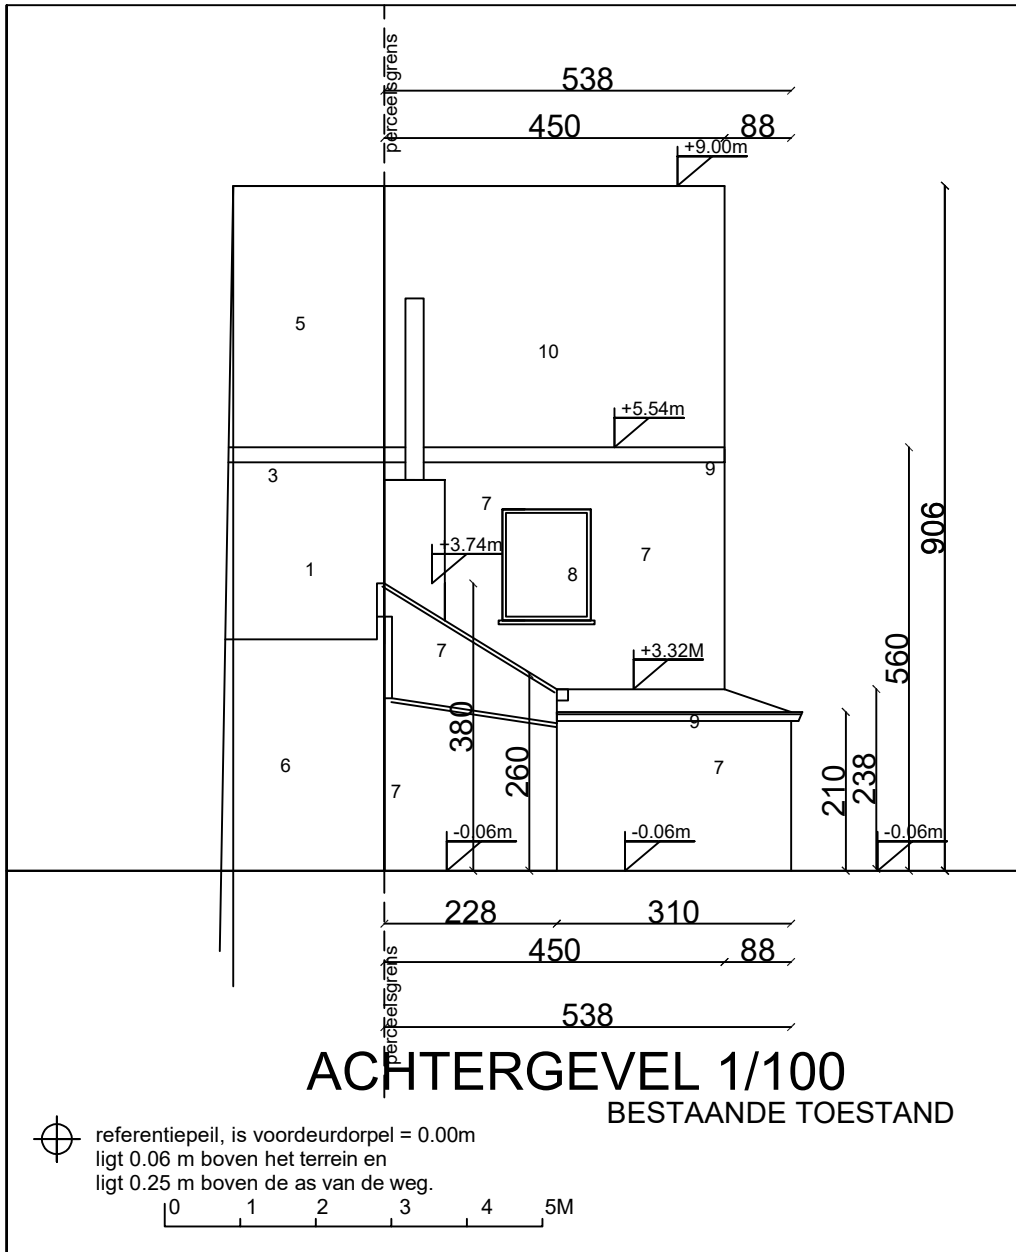 perceelsgrens
538
450
88
+9.00m
5
10
+5.54m
3
9
7
906
+3.74m
7
1
8
7
+3.32M
560
380
9
260
6
7
7
210
238
-0.06m
-0.06m
-0.06m
228
310
450
88
perceelsgrens
538
ACHTERGEVEL 1/100
BESTAANDE TOESTAND
referentiepeil, is voordeurdorpel = 0.00m
ligt 0.06 m boven het terrein en
ligt 0.25 m boven de as van de weg.
0 1 2 3 4 5M